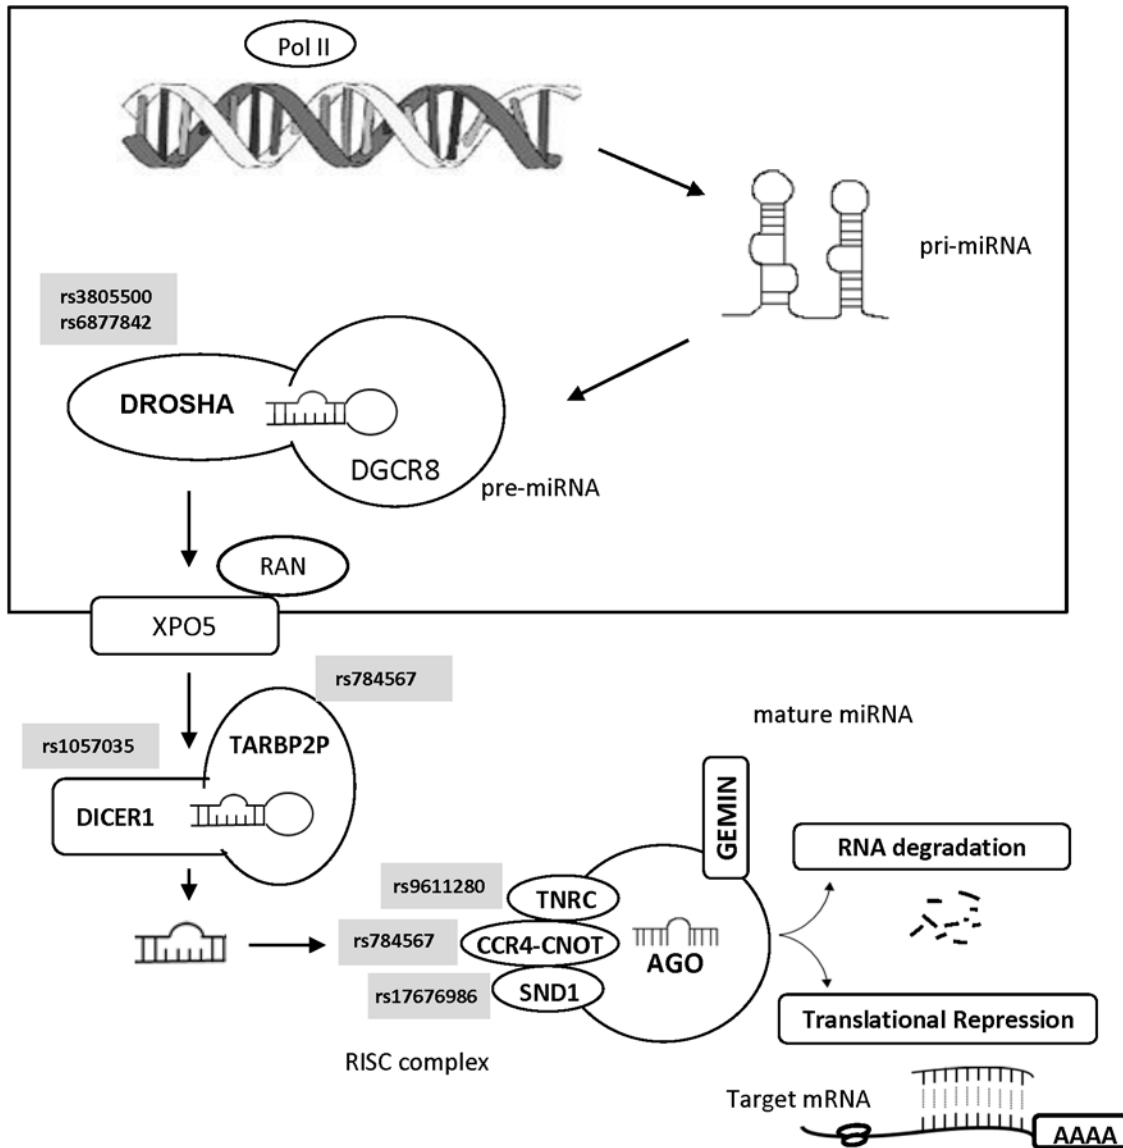 Pol II
pri-miRNA
rs3805500
rs6877842
DROSHA
DGCR8
pre-miRNA
RAN
XPO5
rs784567
rs1057035
TARBP2P
DICER1
mature miRNA
GEMIN
RNA degradation
rs9611280
TNRC
rs784567
CCR4-CNOT
AGO
rs17676986
SND1
Translational Repression
RISC complex
Target mRNA
AAAA